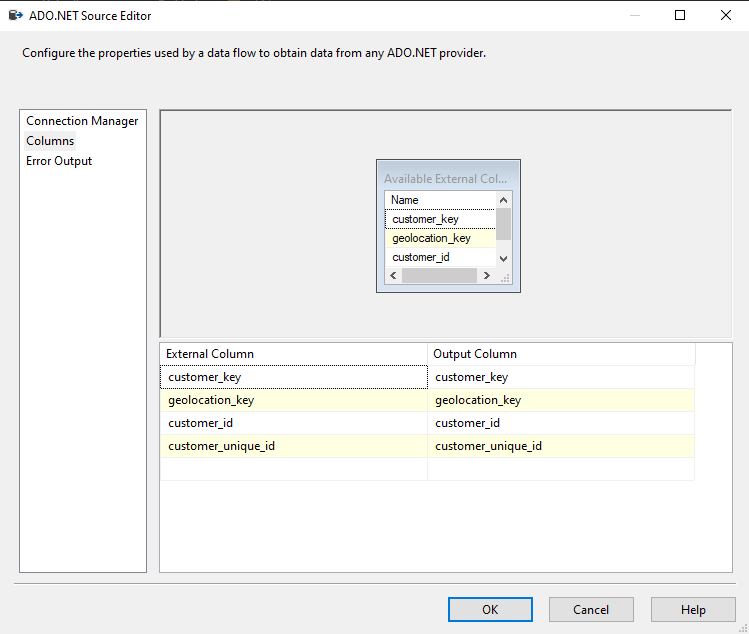 ADO.NET Source Editor
Configure the properties used by a data flow to obtain data from any ADO.NET provider.
Connection Manager
Columns
Error Output
Available External Col...
Name
customer_key
geolocation_key
customer_id
External Column Output Column
customer_key customer_key
geolocation_key geolocation_key
customer_id customer_id
customer_unique_id customer_unique_id
OK Cancel Help